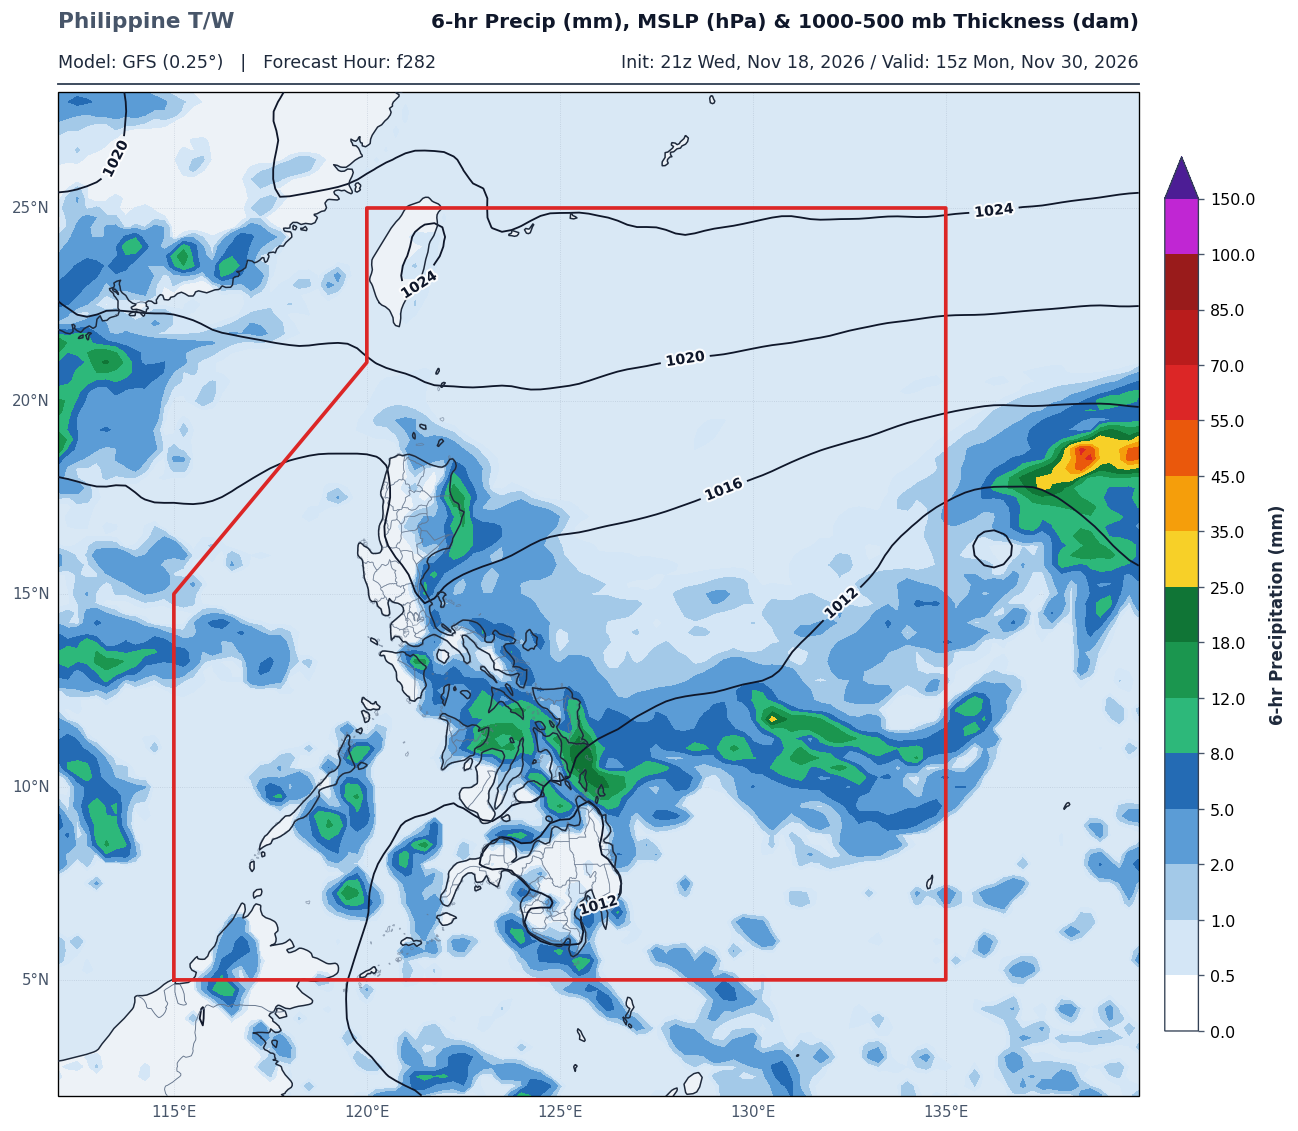 Philippine T/W
6-hr Precip (mm), MSLP (hPa) & 1000-500 mb Thickness (dam)
Model: GFS (0.25°) | Forecast Hour: f282
Init: 21z Wed, Nov 18, 2026 / Valid: 15z Mon, Nov 30, 2026
1020
1024
1024
1020
1016
1012
1012
25°N
20°N
15°N
10°N
5°N
115°E
120°E
125°E
130°E
135°E
150.0
100.0
85.0
70.0
55.0
45.0
35.0
25.0
18.0
12.0
8.0
5.0
2.0
1.0
0.5
0.0
6-hr Precipitation (mm)